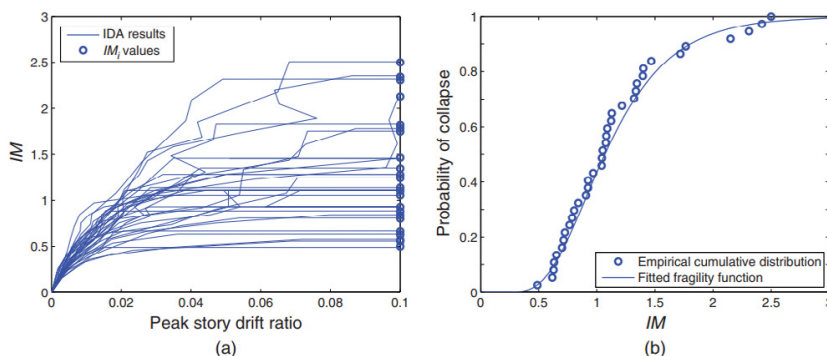 3
2.5
2
1.5
1
0.5
0
IM
IDA results
IM_i values
0 0.02 0.04 0.06 0.08 0.1
Peak story drift ratio
(a)
1
0.8
0.6
0.4
0.2
0
Probability of collapse
Empirical cumulative distribution
Fitted fragility function
0 0.5 1 1.5 2 2.5 3
IM
(b)